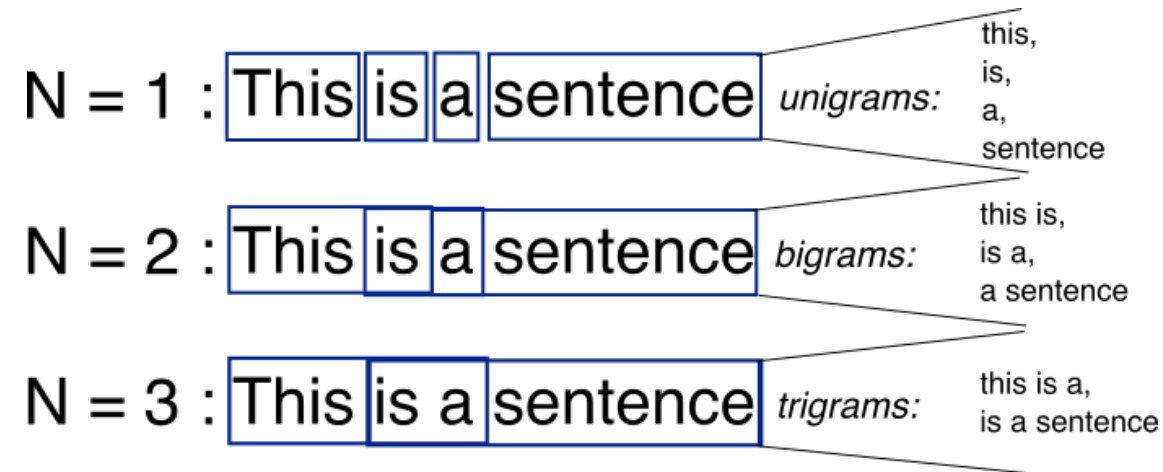 N = 1 : This is a sentence unigrams:
this,
is,
a,
sentence
N = 2 : This is a sentence bigrams:
this is,
is a,
a sentence
N = 3 : This is a sentence trigrams:
this is a,
is a sentence